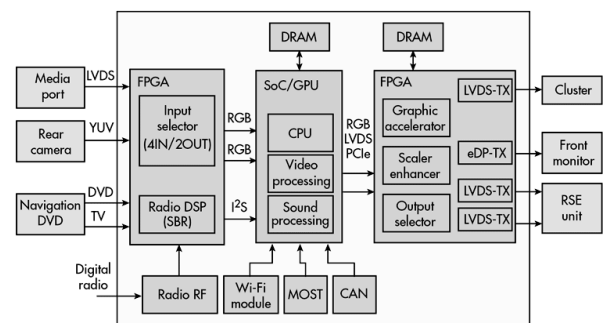 DRAM
DRAM
Media
port
LVDS
FPGA
Input
selector
(4IN/2OUT)
Radio DSP
(SBR)
Rear
camera
YUV
Navigation
DVD
DVD
TV
RGB
RGB
I²S
SoC/GPU
CPU
Video
processing
Sound
processing
RGB
LVDS
PCIe
FPGA
Graphic
accelerator
Scaler
enhancer
Output
selector
LVDS-TX
eDP-TX
LVDS-TX
LVDS-TX
Cluster
Front
monitor
RSE
unit
Digital
radio
Radio RF
Wi-Fi
module
MOST
CAN